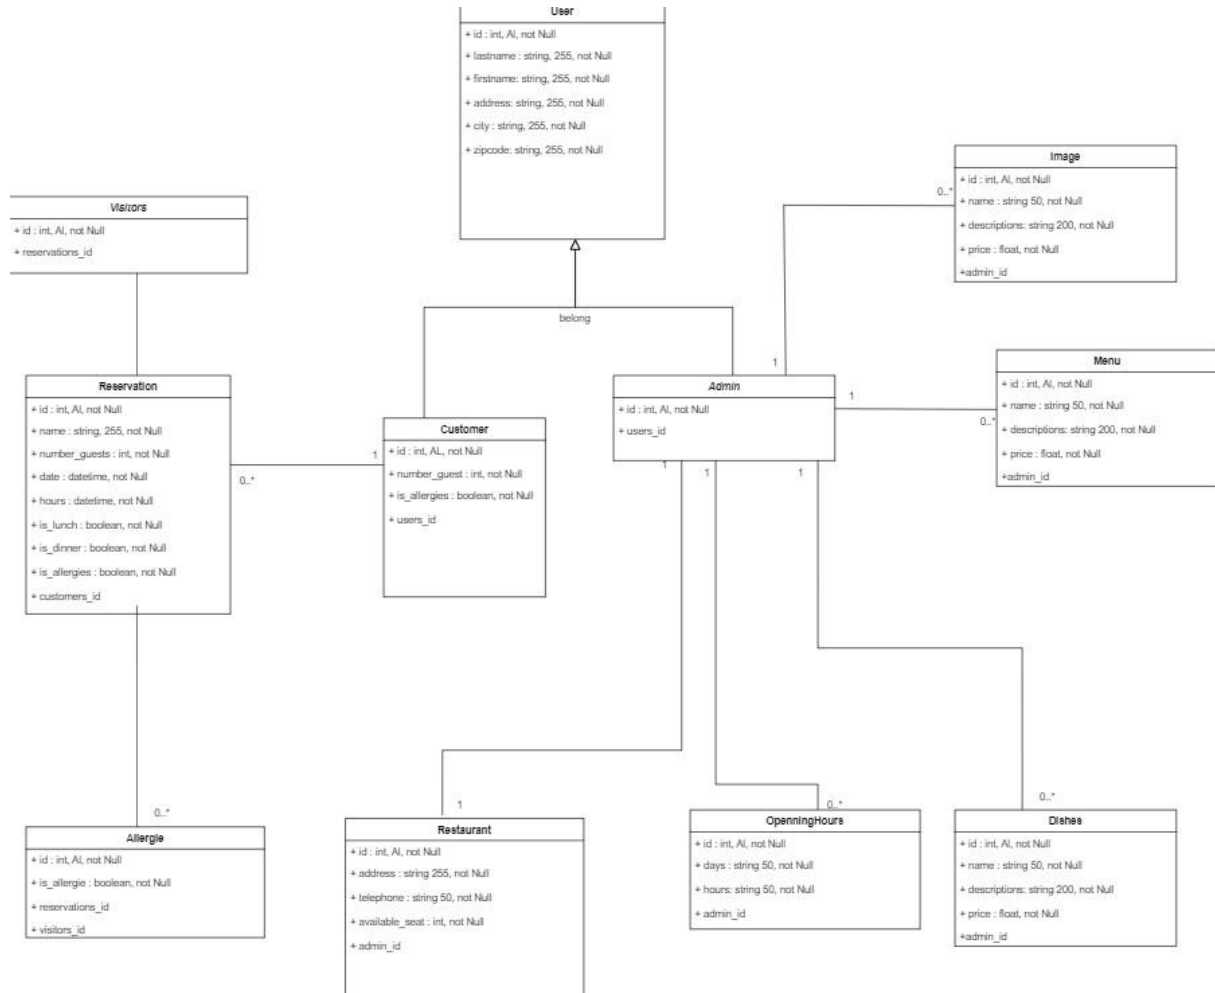 User
+ id : int, AI, not Null
+ lastname : string, 255, not Null
+ firstname: string, 255, not Null
+ address: string, 255, not Null
+ city : string, 255, not Null
+ zipcode: string, 255, not Null
Image
+ id : int, AI, not Null
+ name : string 50, not Null
+ descriptions: string 200, not Null
+ price : float, not Null
+admin_id
0..*
Visitors
+ id : int, AI, not Null
+ reservations_id
belong
1
Menu
+ id : int, AI, not Null
+ name : string 50, not Null
+ descriptions: string 200, not Null
+ price : float, not Null
+admin_id
1
0..*
Reservation
+ id : int, AI, not Null
+ name : string, 255, not Null
+ number_guests : int, not Null
+ date : datetime, not Null
+ hours : datetime, not Null
+ is_lunch : boolean, not Null
+ is_dinner : boolean, not Null
+ is_allergies : boolean, not Null
+ customers_id
0..*
1
Customer
+ id : int, AL, not Null
+ number_guest : int, not Null
+ is_allergies : boolean, not Null
+ users_id
Admin
+ id : int, AI, not Null
+ users_id
1
1
1
0..*
Allergie
+ id : int, AI, not Null
+ is_allergie : boolean, not Null
+ reservations_id
+ visitors_id
1
Restaurant
+ id : int, AI, not Null
+ address : string 255, not Null
+ telephone : string 50, not Null
+ available_seat : int, not Null
+ admin_id
0..*
OpenningHours
+ id : int, AI, not Null
+ days : string 50, not Null
+ hours: string 50, not Null
+ admin_id
0..*
Dishes
+ id : int, AI, not Null
+ name : string 50, not Null
+ descriptions: string 200, not Null
+ price : float, not Null
+admin_id